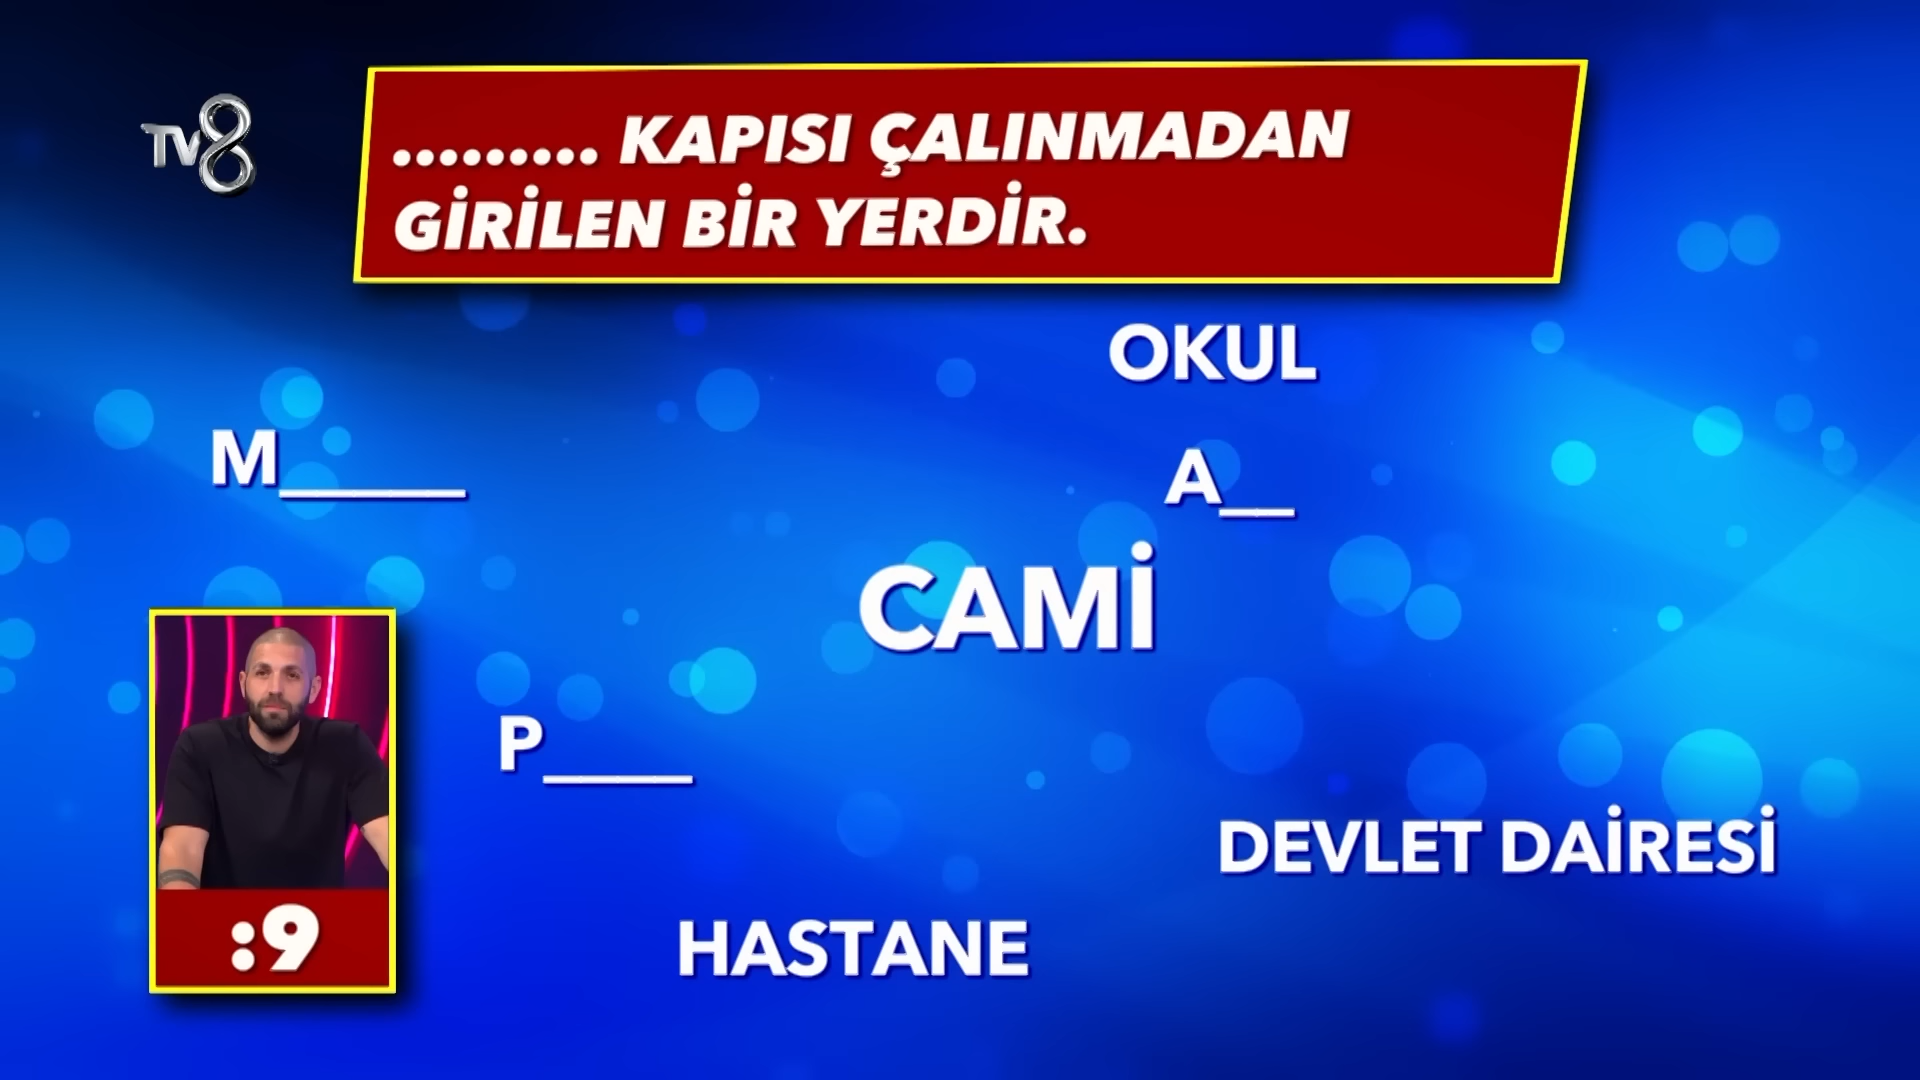 TV8
......... KAPISI ÇALINMADAN
GİRİLEN BİR YERDİR.
OKUL
M_____
A__
CAMİ
P____
DEVLET DAİRESİ
HASTANE
:9